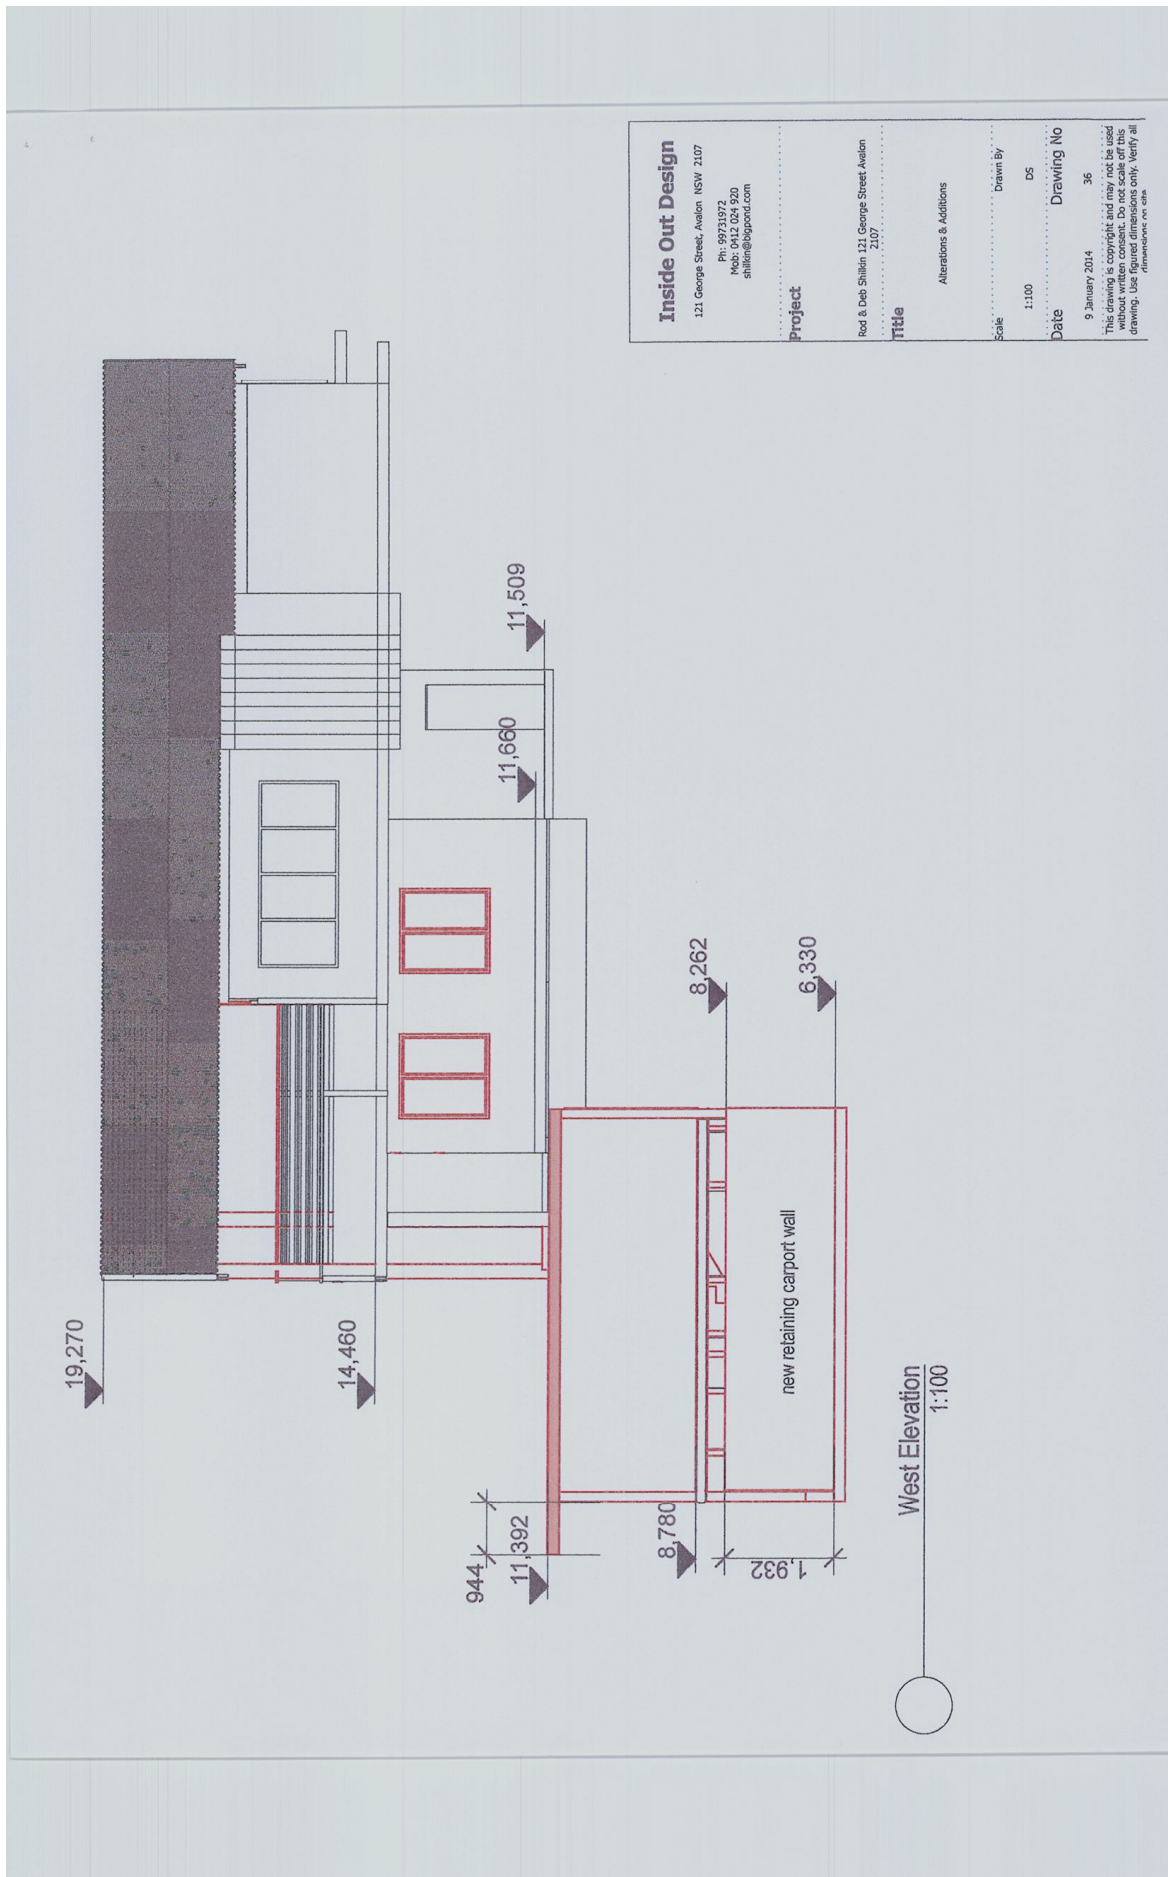 19,270
14,460
944
11,392
8,780
1,932
11,660
11,509
8,262
6,330
new retaining carport wall
West Elevation
1:100
Inside Out Design
121 George Street, Avalon NSW 2107
Ph: 99731972
Mob: 0412 024 920
shilkin@bigpond.com
Project
Rod & Deb Shilkin 121 George Street Avalon
2107
Title
Alterations & Additions
Scale
Drawn By
1:100
DS
Date
Drawing No
9 January 2014
36
This drawing is copyright and may not be used
without written consent. Do not scale off this
drawing. Use figured dimensions only. Verify all
dimensions on site